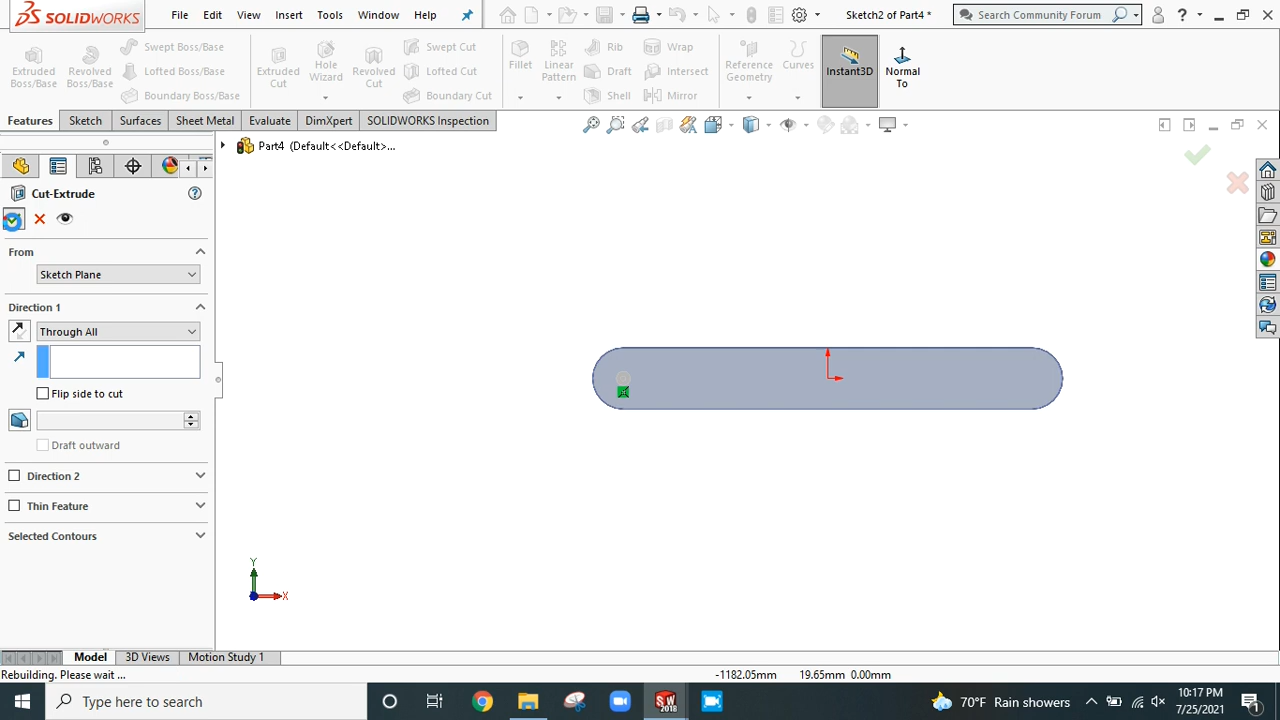 SOLIDWORKS File Edit View Insert Tools Window Help Sketch2 of Part4 * Search Community Forum
Extruded Boss/Base
Revolved Boss/Base
Swept Boss/Base
Lofted Boss/Base
Boundary Boss/Base
Extruded Cut
Hole Wizard
Revolved Cut
Swept Cut
Lofted Cut
Boundary Cut
Fillet
Linear Pattern
Rib
Draft
Shell
Wrap
Intersect
Mirror
Reference Geometry
Curves
Instant3D
Normal To
Features Sketch Surfaces Sheet Metal Evaluate DimXpert SOLIDWORKS Inspection
Part4 (Default<<Default>...
Cut-Extrude
From
Sketch Plane
Direction 1
Through All
Flip side to cut
Draft outward
Direction 2
Thin Feature
Selected Contours
Y
X
Model 3D Views Motion Study 1
Rebuilding. Please wait ... -1182.05mm 19.65mm 0.00mm
Type here to search
SW
2018
70°F Rain showers
10:17 PM
7/25/2021
1